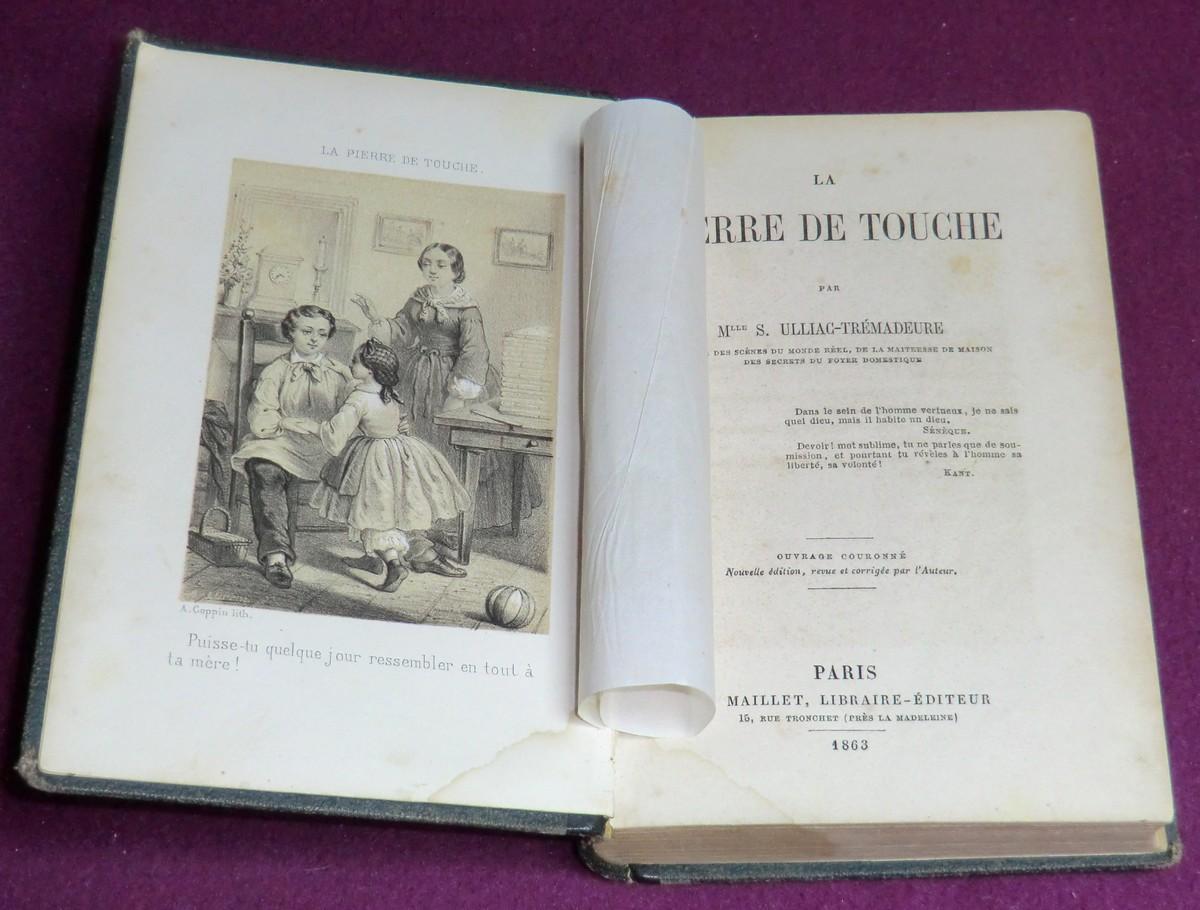 LA PIERRE DE TOUCHE.
A. Coppin lith.
Puisse-tu quelque jour ressembler en tout à
ta mère !
LA
ERRE DE TOUCHE
PAR
MLLE S. ULLIAC-TRÉMADEURE
DES SCÈNES DU MONDE RÉEL, DE LA MAITRESSE DE MAISON
DES SECRETS DU FOYER DOMESTIQUE
Dans le sein de l'homme vertueux, je ne sais
quel dieu, mais il habite un dieu.
SÉNÈQUE.
Devoir! mot sublime, tu ne parles que de sou-
mission, et pourtant tu révèles à l'homme sa
liberté, sa volonté!
KANT.
OUVRAGE COURONNÉ
Nouvelle édition, revue et corrigée par l'Auteur.
PARIS
MAILLET, LIBRAIRE-ÉDITEUR
15, RUE TRONCHET (PRÈS LA MADELEINE)
1863